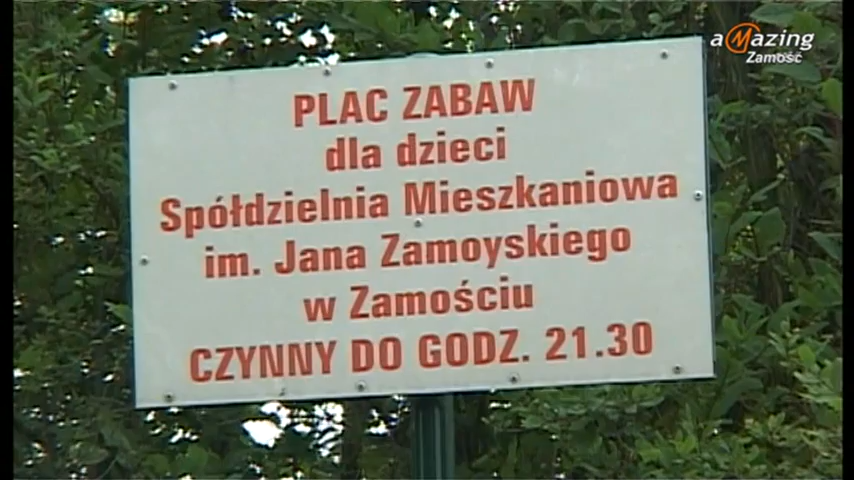 aMazing
Zamość
PLAC ZABAW
dla dzieci
Spółdzielnia Mieszkaniowa
im. Jana Zamoyskiego
w Zamościu
CZYNNY DO GODZ. 21.30